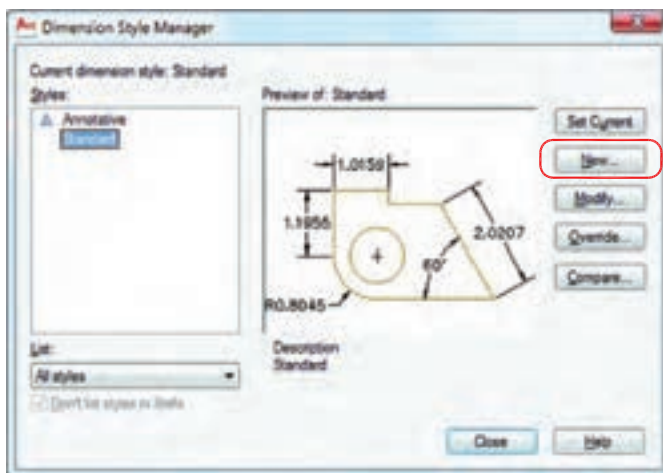 Dimension Style Manager
Current dimension style: Standard
Styles:
Annotative
Standard
Preview of: Standard
1.0159
1.1955
2.0207
60°
R0.8045
Set Current
New...
Modify...
Override...
Compare...
List:
All styles
Don't list styles in Xrefs
Description
Standard
Close
Help